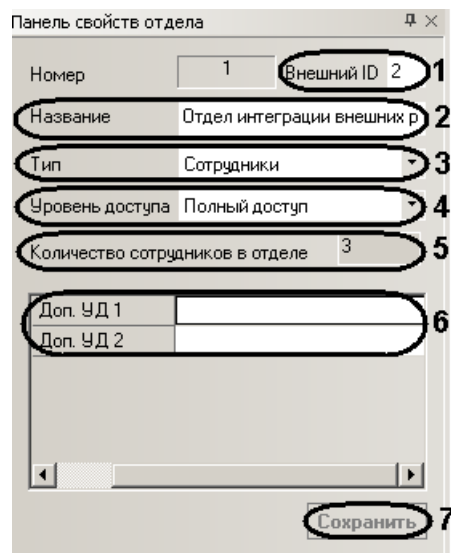 Панель свойств отдела
Номер 1 Внешний ID 2 1
Название Отдел интеграции внешних р 2
Тип Сотрудники 3
Уровень доступа Полный доступ 4
Количество сотрудников в отделе 3 5
Доп. УД 1
Доп. УД 2
6
Сохранить 7